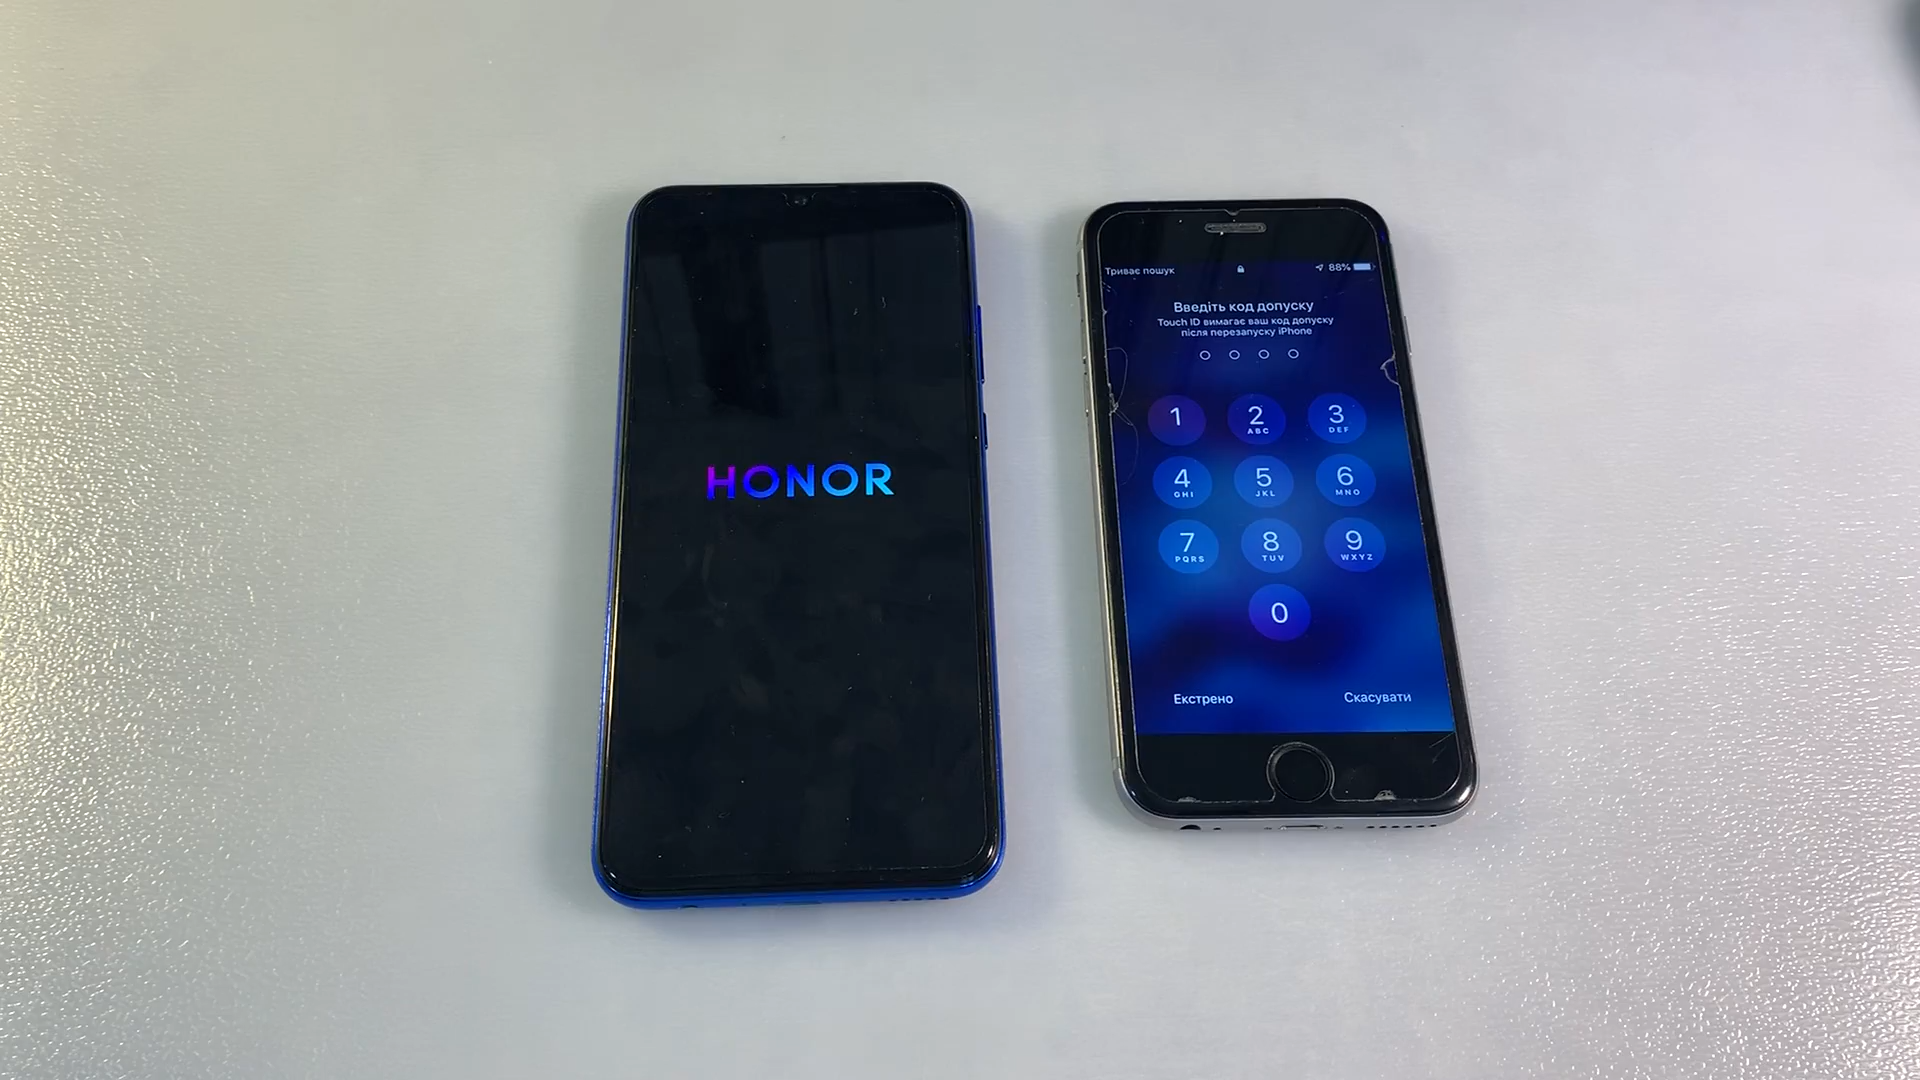 HONOR
Триває пошук
88%
Введіть код допуску
Touch ID вимагає ваш код допуску
після перезапуску iPhone
1 2 3
ABC DEF
4 5 6
GHI JKL MNO
7 8 9
PQRS TUV WXYZ
0
Екстрено Скасувати